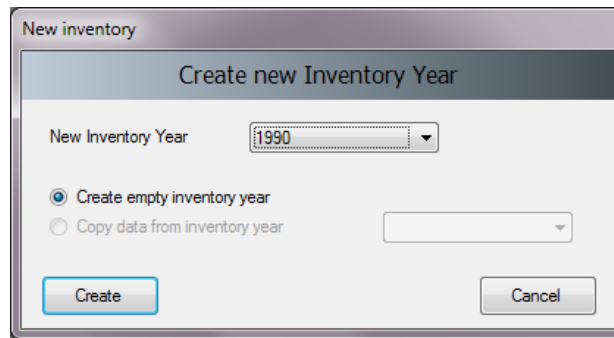 New inventory
Create new Inventory Year
New Inventory Year 1990
Create empty inventory year
Copy data from inventory year
Create Cancel